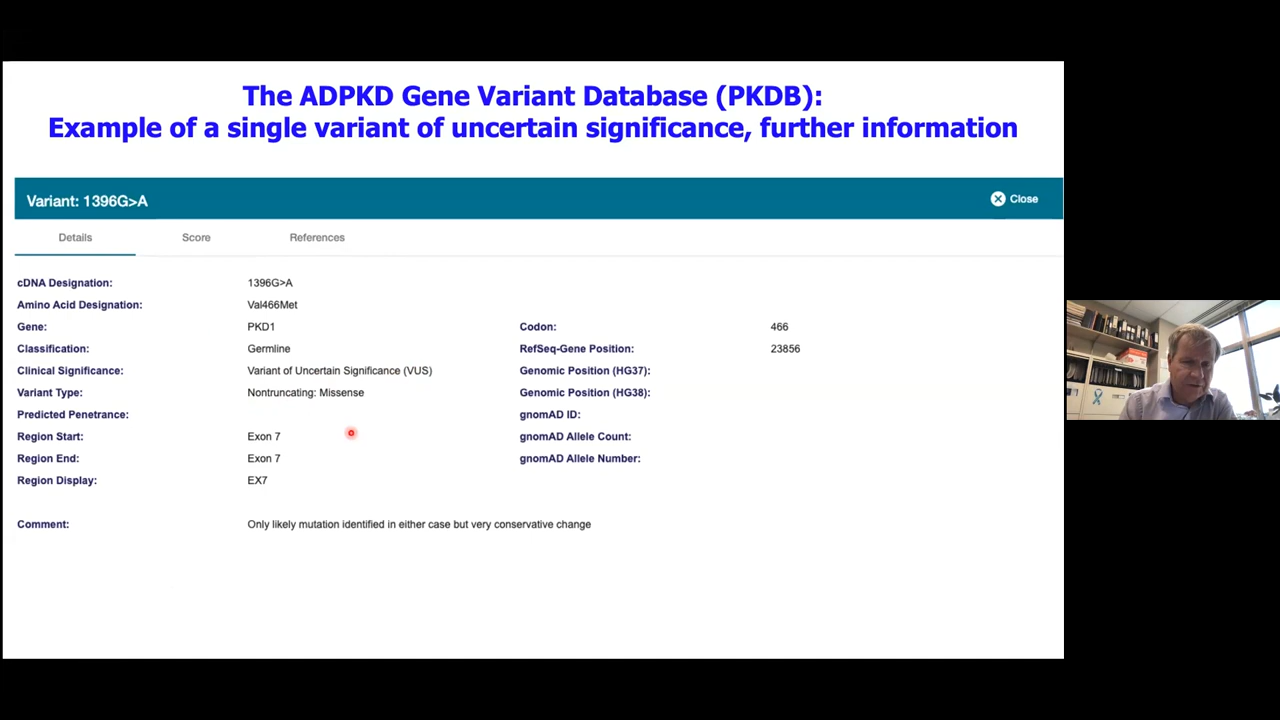 The ADPKD Gene Variant Database (PKDB):
Example of a single variant of uncertain significance, further information
Variant: 1396G>A
Close
Details
Score
References
cDNA Designation: 1396G>A
Amino Acid Designation: Val466Met
Gene: PKD1 Codon: 466
Classification: Germline RefSeq-Gene Position: 23856
Clinical Significance: Variant of Uncertain Significance (VUS) Genomic Position (HG37):
Variant Type: Nontruncating: Missense Genomic Position (HG38):
Predicted Penetrance: gnomAD ID:
Region Start: Exon 7 gnomAD Allele Count:
Region End: Exon 7 gnomAD Allele Number:
Region Display: EX7
Comment: Only likely mutation identified in either case but very conservative change